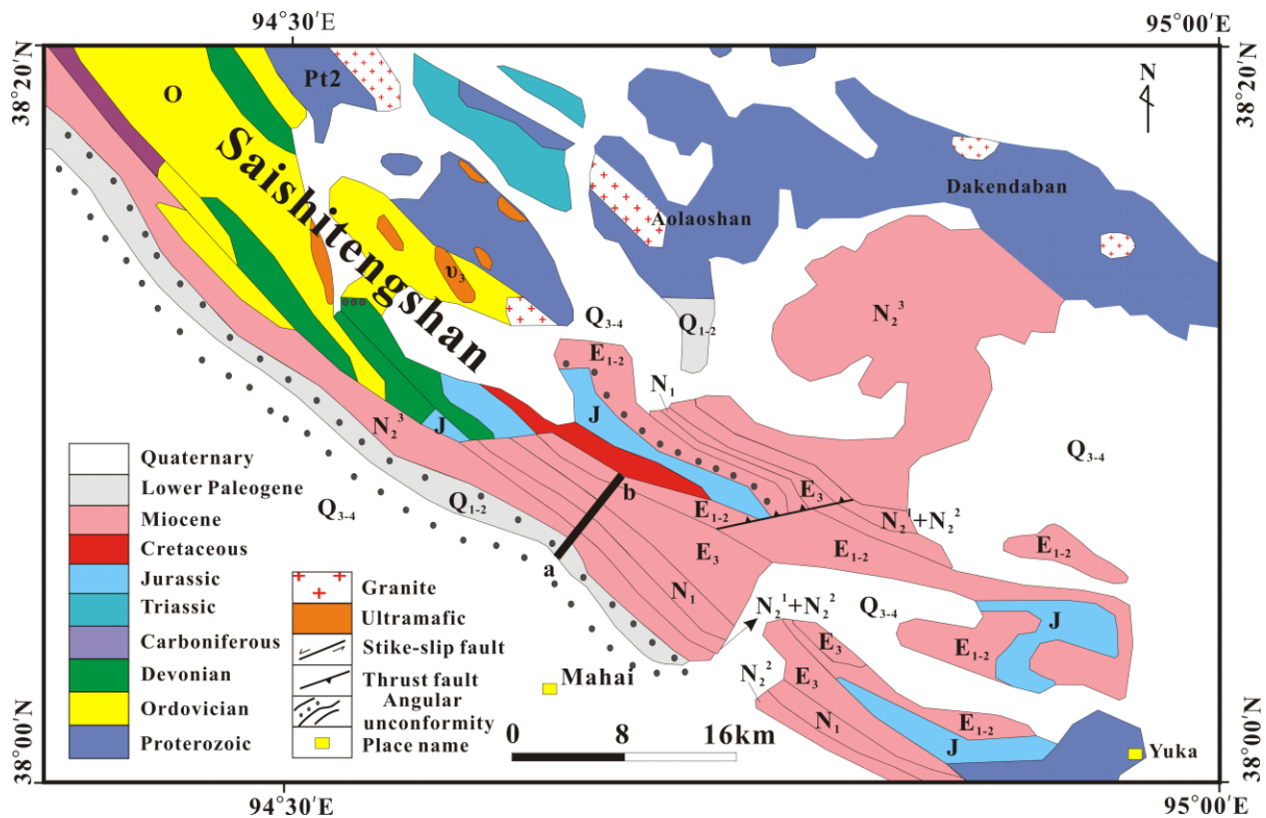 94°30′E
95°00′E
38°20′N
38°20′N
N
O
Pt2
Saishitengshan
Dakendaban
Aolaoshan
υ₃
Q₃₋₄
Q₁₋₂
N₂³
E₁₋₂
N₁
J
N₂³
J
Q₃₋₄
Quaternary
Lower Paleogene
Miocene
Cretaceous
Jurassic
Triassic
Carboniferous
Devonian
Ordovician
Proterozoic
Granite
Ultramafic
Stike-slip fault
Thrust fault
Angular
unconformity
Place name
Q₃₋₄
Q₁₋₂
b
a
E₁₋₂
E₃
N₂¹+N₂²
E₃
E₁₋₂
E₁₋₂
N₁
N₂¹+N₂²
Q₃₋₄
J
E₁₋₂
E₃
E₃
N₂²
N₁
E₁₋₂
J
Mahai
Yuka
0 8 16km
38°00′N
38°00′N
94°30′E
95°00′E